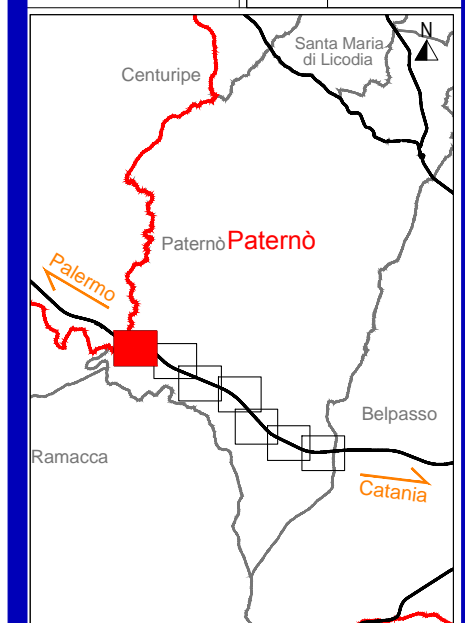 N
Santa Maria
di Licodia
Centuripe
Paternò Paternò
Palermo
Belpasso
Ramacca
Catania